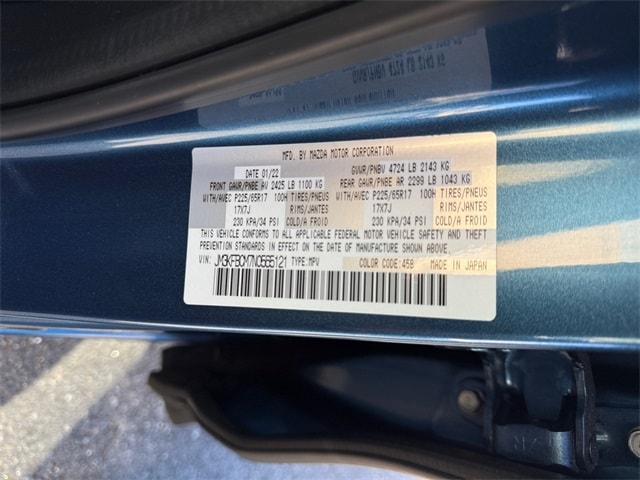 MFD. BY MAZDA MOTOR CORPORATION
DATE 01/22 GVWR/PNBV 4724 LB 2143 KG
FRONT GAWR/PNBE AV 2425 LB 1100 KG REAR GAWR/PNBE AR 2299 LB 1043 KG
WITH/AVEC P225/65R17 100H TIRES/PNEUS WITH/AVEC P225/65R17 100H TIRES/PNEUS
17X7J RIMS/JANTES 17X7J RIMS/JANTES
230 KPA/34 PSI COLD/A FROID 230 KPA/34 PSI COLD/A FROID
THIS VEHICLE CONFORMS TO ALL APPLICABLE FEDERAL MOTOR VEHICLE SAFETY AND THEFT
PREVENTION STANDARDS IN EFFECT ON THE DATE OF MANUFACTURE SHOWN ABOVE.
VIN: JM3KFBCM7N0565121 TYPE: MPV COLOR CODE: 45B MADE IN JAPAN